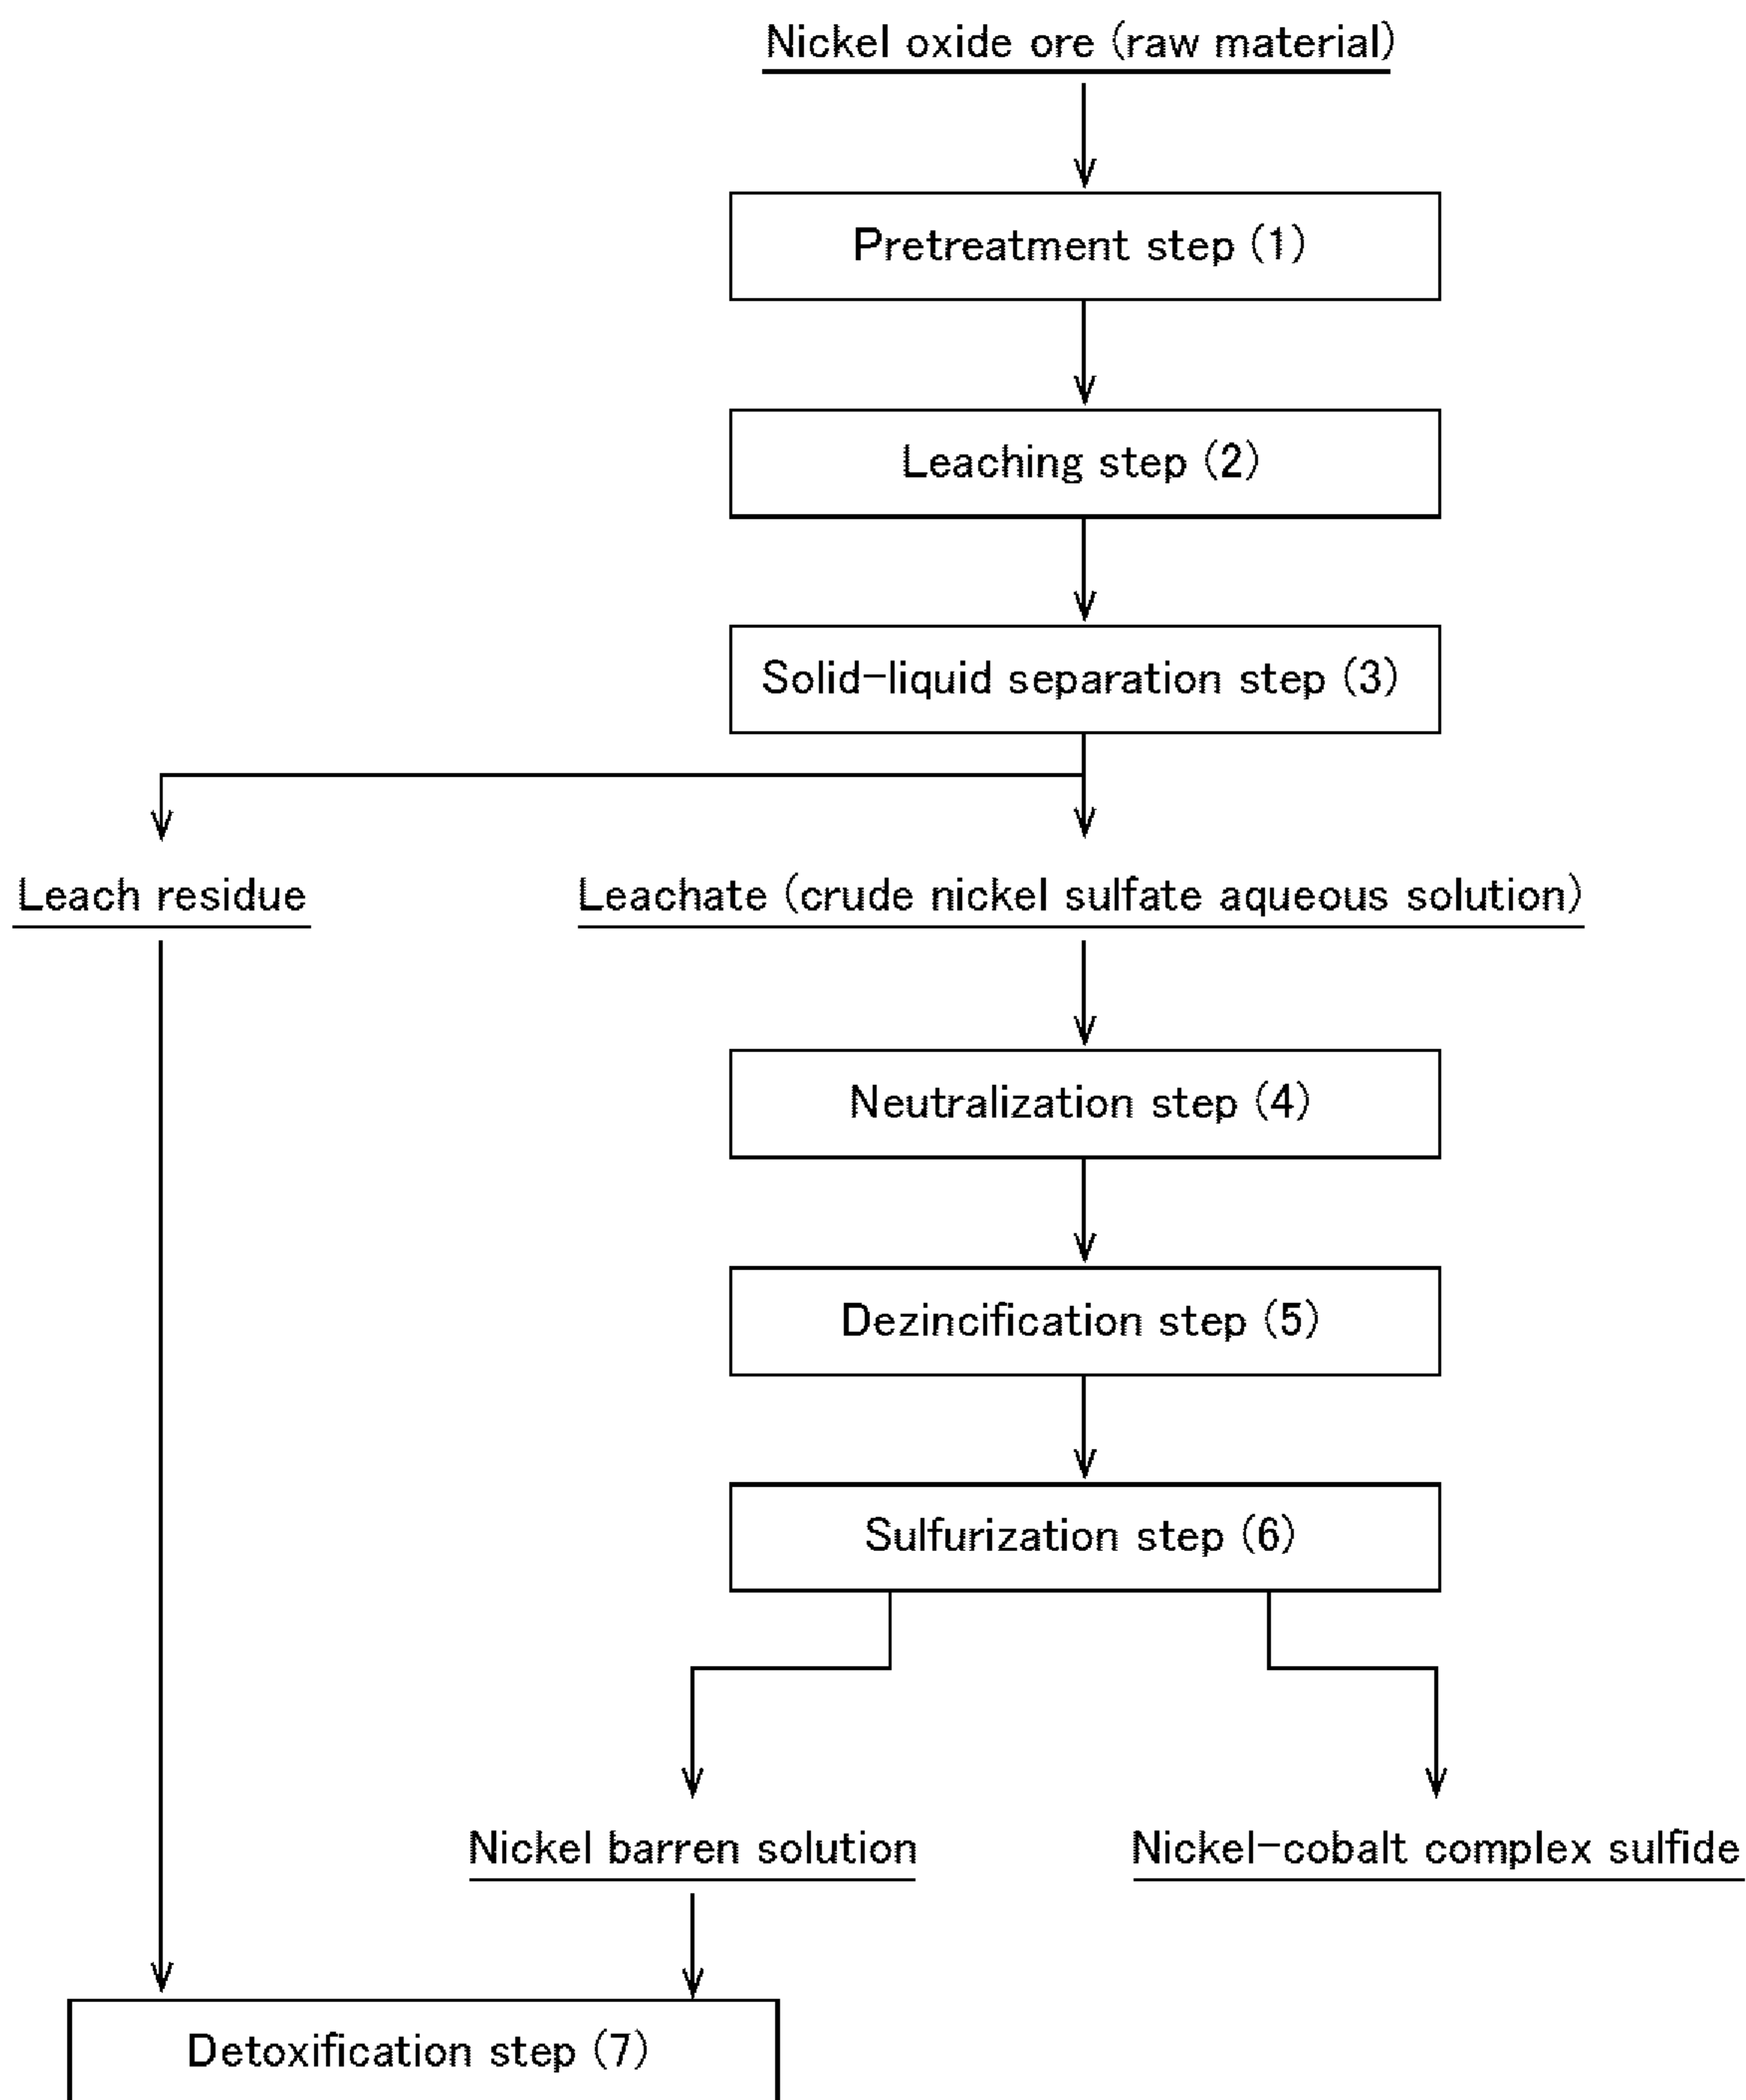 Nickel oxide ore (raw material)
Pretreatment step (1)
Leaching step (2)
Solid-liquid separation step (3)
Leach residue
Leachate (crude nickel sulfate aqueous solution)
Neutralization step (4)
Dezincification step (5)
Sulfurization step (6)
Nickel barren solution
Nickel-cobalt complex sulfide
Detoxification step (7)